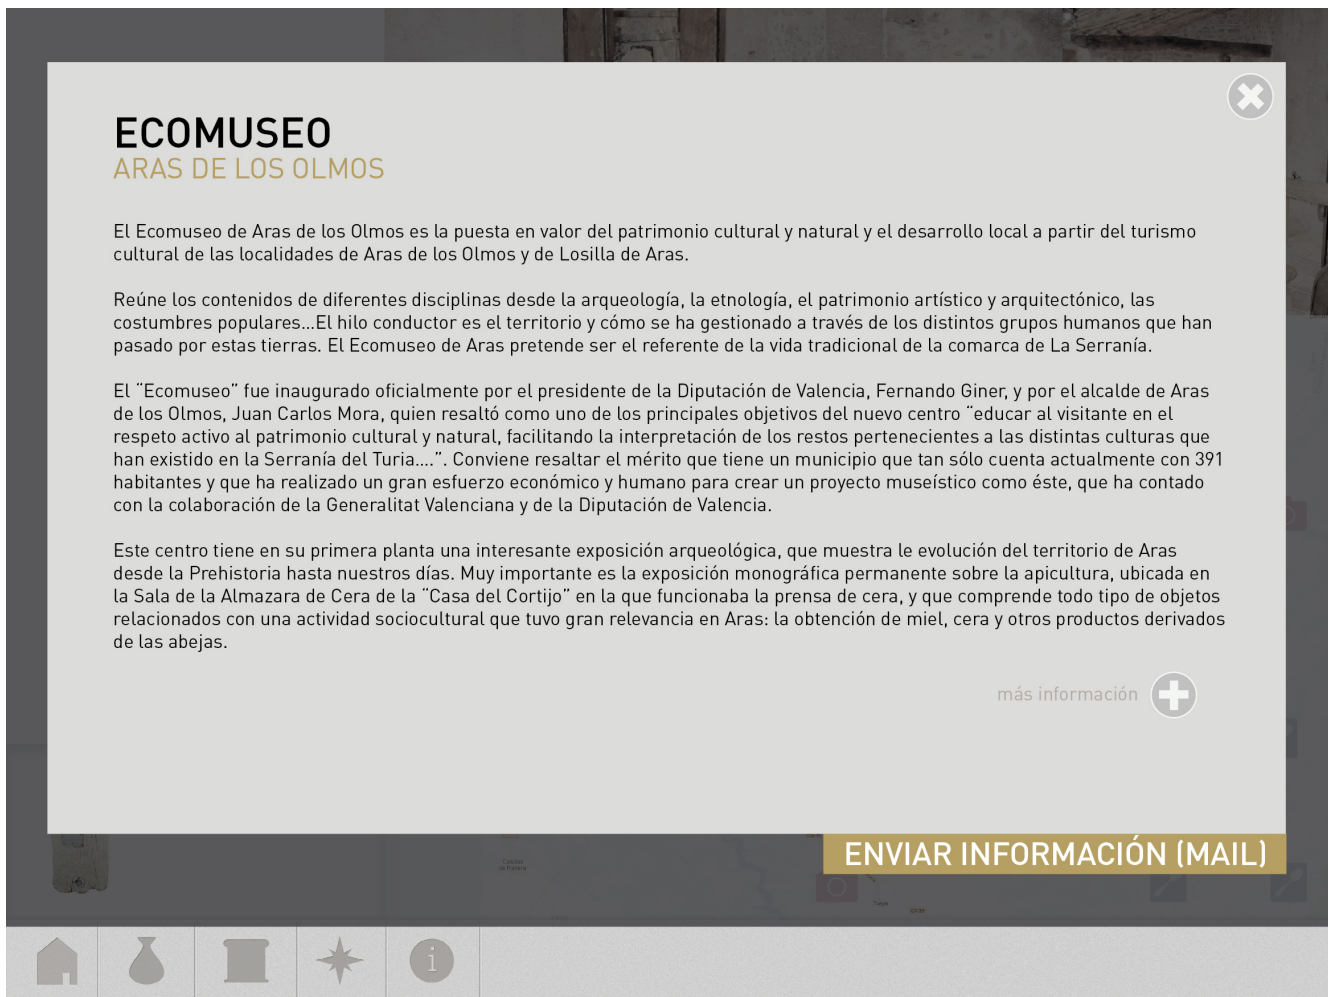 ECOMUSEO
ARAS DE LOS OLMOS
El Ecomuseo de Aras de los Olmos es la puesta en valor del patrimonio cultural y natural y el desarrollo local a partir del turismo
cultural de las localidades de Aras de los Olmos y de Losilla de Aras.
Reúne los contenidos de diferentes disciplinas desde la arqueología, la etnología, el patrimonio artístico y arquitectónico, las
costumbres populares...El hilo conductor es el territorio y cómo se ha gestionado a través de los distintos grupos humanos que han
pasado por estas tierras. El Ecomuseo de Aras pretende ser el referente de la vida tradicional de la comarca de La Serranía.
El “Ecomuseo” fue inaugurado oficialmente por el presidente de la Diputación de Valencia, Fernando Giner, y por el alcalde de Aras
de los Olmos, Juan Carlos Mora, quien resaltó como uno de los principales objetivos del nuevo centro “educar al visitante en el
respeto activo al patrimonio cultural y natural, facilitando la interpretación de los restos pertenecientes a las distintas culturas que
han existido en la Serranía del Turia....”. Conviene resaltar el mérito que tiene un municipio que tan sólo cuenta actualmente con 391
habitantes y que ha realizado un gran esfuerzo económico y humano para crear un proyecto museístico como éste, que ha contado
con la colaboración de la Generalitat Valenciana y de la Diputación de Valencia.
Este centro tiene en su primera planta una interesante exposición arqueológica, que muestra le evolución del territorio de Aras
desde la Prehistoria hasta nuestros días. Muy importante es la exposición monográfica permanente sobre la apicultura, ubicada en
la Sala de la Almazara de Cera de la “Casa del Cortijo” en la que funcionaba la prensa de cera, y que comprende todo tipo de objetos
relacionados con una actividad sociocultural que tuvo gran relevancia en Aras: la obtención de miel, cera y otros productos derivados
de las abejas.
más información
ENVIAR INFORMACIÓN (MAIL)